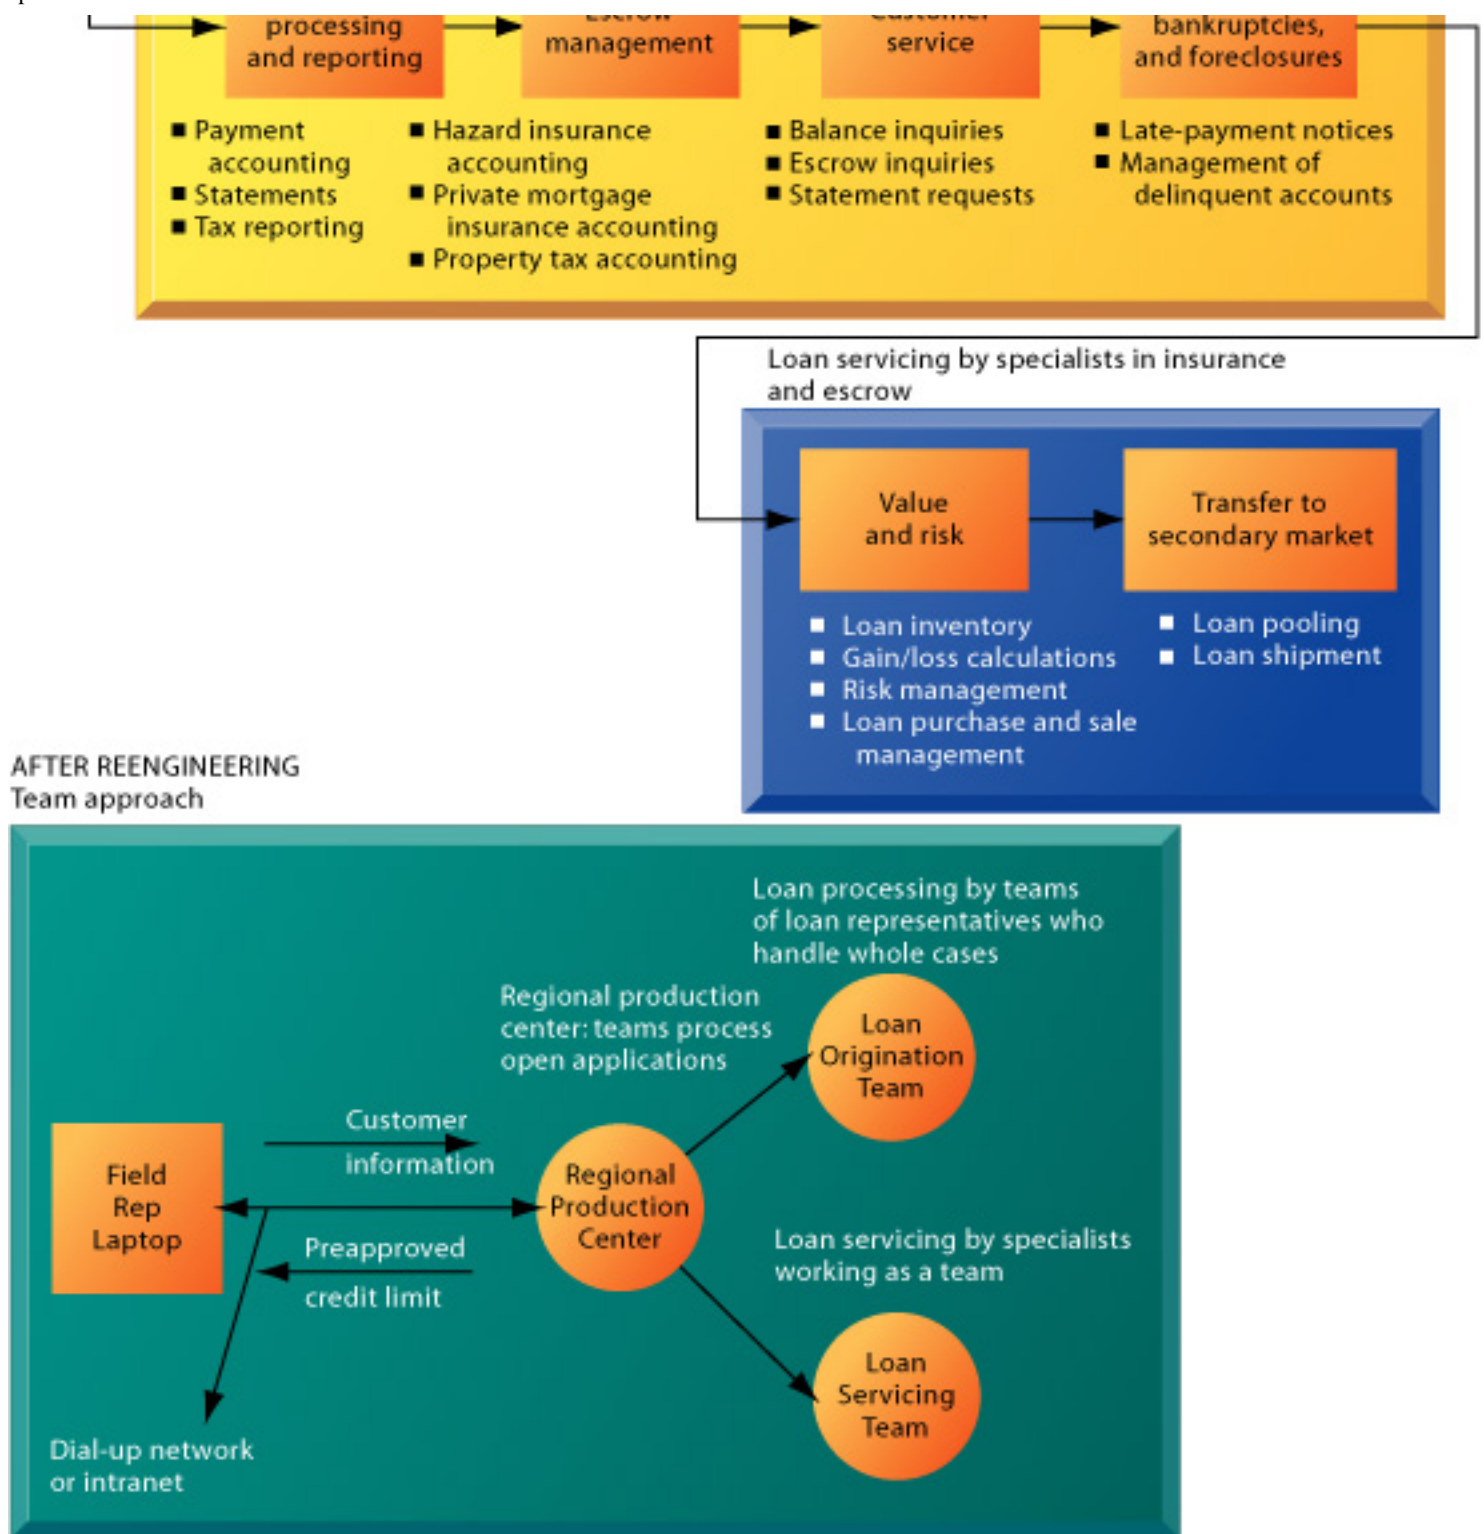 processing
and reporting
Escrow
management
Customer
service
bankruptcies,
and foreclosures
■ Payment
accounting
■ Statements
■ Tax reporting
■ Hazard insurance
accounting
■ Private mortgage
insurance accounting
■ Property tax accounting
■ Balance inquiries
■ Escrow inquiries
■ Statement requests
■ Late-payment notices
■ Management of
delinquent accounts
Loan servicing by specialists in insurance
and escrow
Value
and risk
Transfer to
secondary market
■ Loan inventory
■ Gain/loss calculations
■ Risk management
■ Loan purchase and sale
management
■ Loan pooling
■ Loan shipment
AFTER REENGINEERING
Team approach
Loan processing by teams
of loan representatives who
handle whole cases
Regional production
center: teams process
open applications
Loan
Origination
Team
Customer
information
Field
Rep
Laptop
Regional
Production
Center
Preapproved
credit limit
Loan servicing by specialists
working as a team
Loan
Servicing
Team
Dial-up network
or intranet